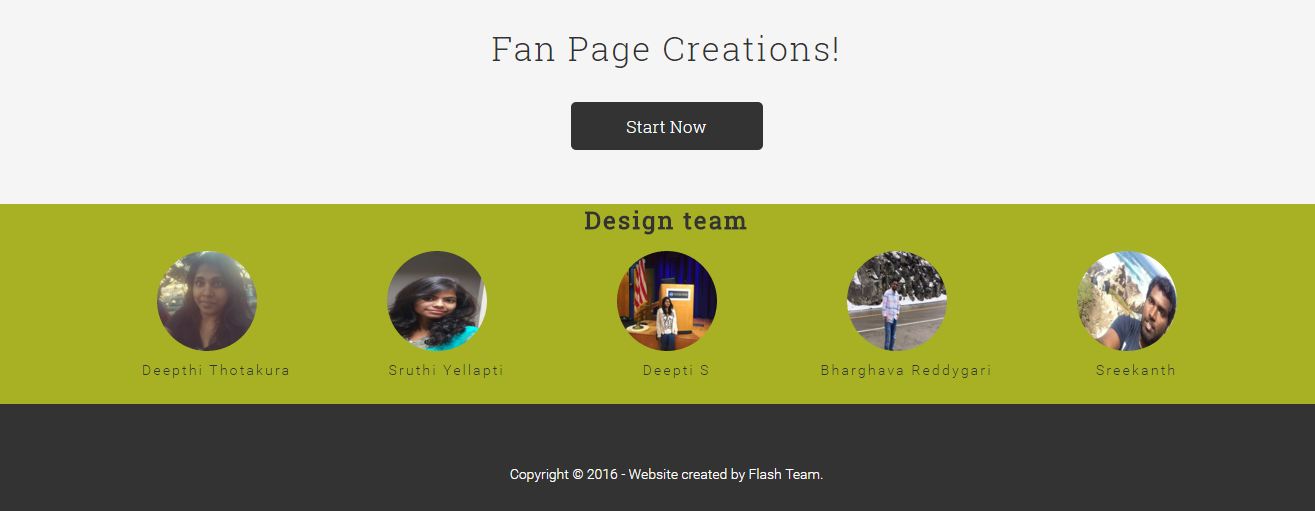 Fan Page Creations!
Start Now
Design team
Deepthi Thotakura
Sruthi Yellapti
Deepti S
Bharghava Reddygari
Sreekanth
Copyright © 2016 - Website created by Flash Team.